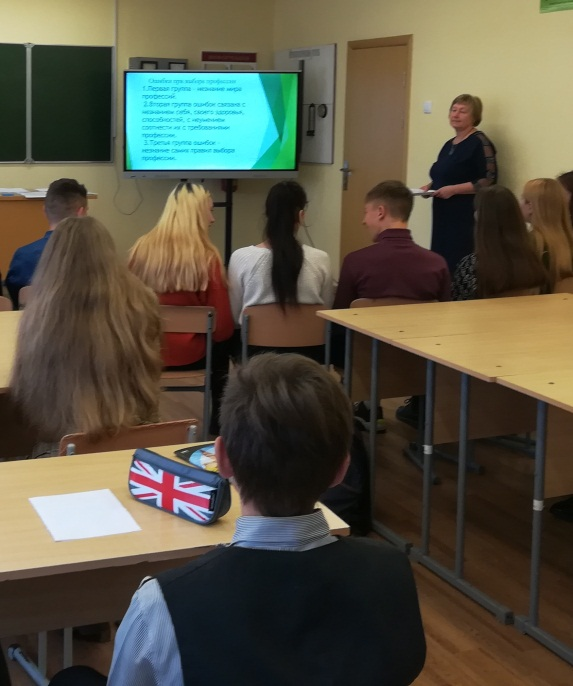 Ошибки при выборе профессии
1.Первая группа - незнание мира
профессий.
2.Вторая группа ошибок связана с
незнанием себя, своего здоровья,
способностей, с неумением
соотнести их с требованиями
профессии.
3.Третья группа ошибок -
незнание самих правил выбора
профессии.